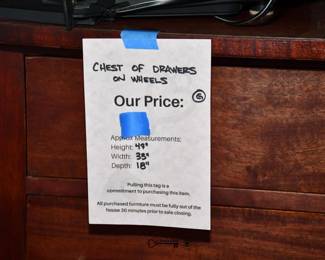 CHEST OF DRAWERS
ON WHEELS
Our Price: G
Approx Measurements:
Height: 49"
Width: 38"
Depth: 18"
Pulling this tag is a
commitment to purchasing this item.
All purchased furniture must be fully out of the
house 30 minutes prior to sale closing.